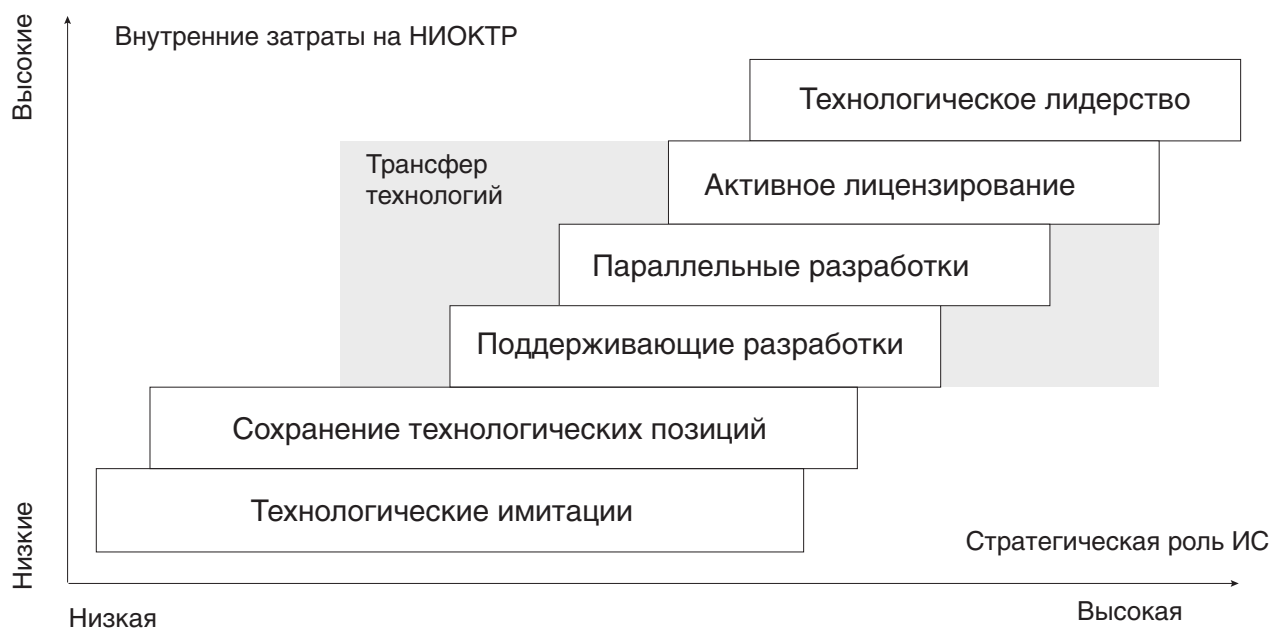 Высокие
Внутренние затраты на НИОКТР
Технологическое лидерство
Трансфер
технологий
Активное лицензирование
Параллельные разработки
Поддерживающие разработки
Сохранение технологических позиций
Технологические имитации
Низкие
Стратегическая роль ИС
Низкая
Высокая